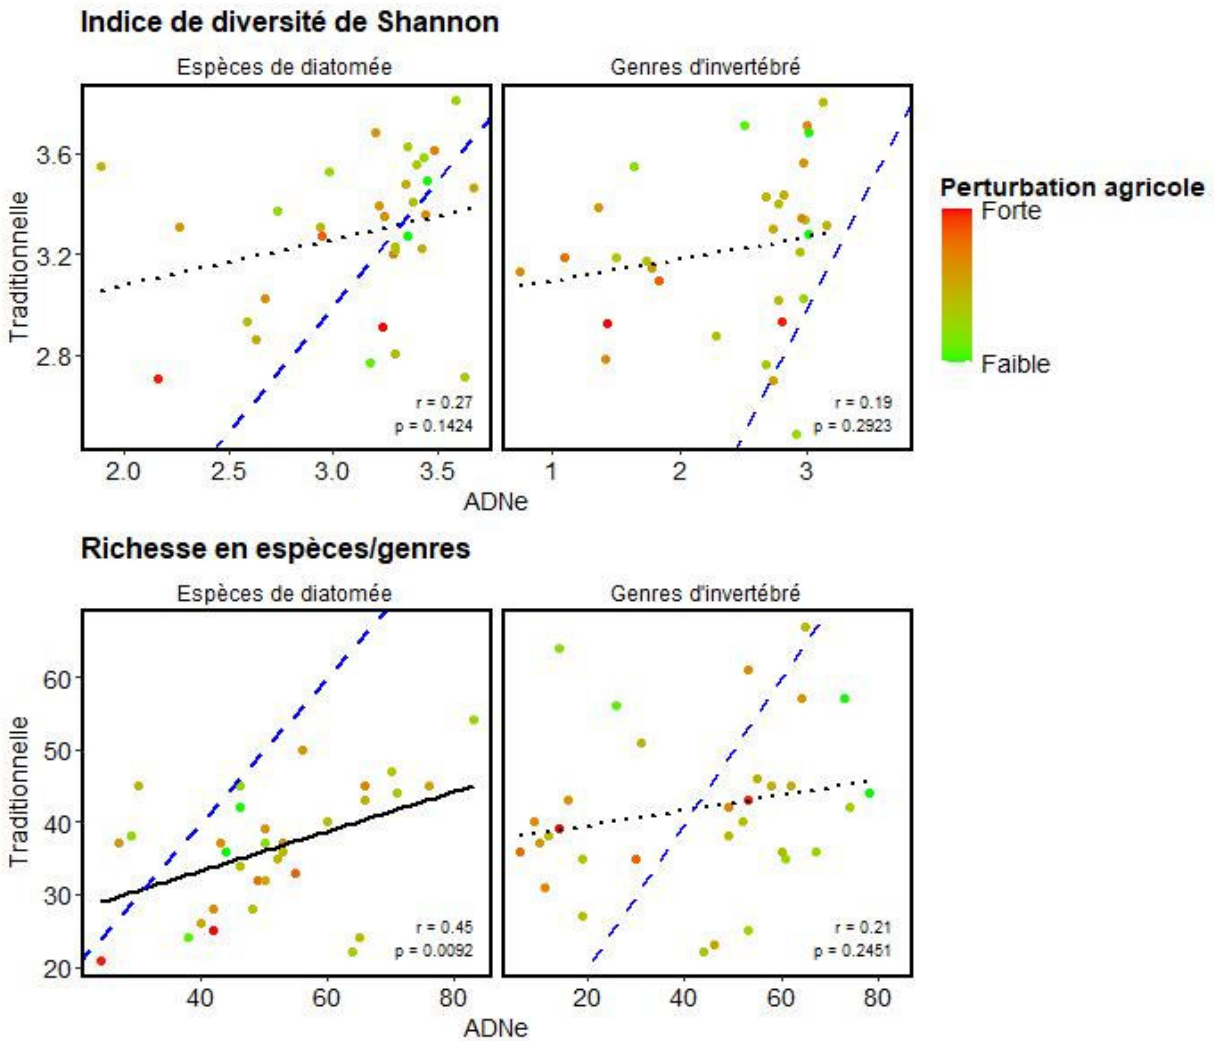 Indice de diversité de Shannon
Espèces de diatomée
Genres d'invertébré
Traditionnelle
3.6
3.2
2.8
r = 0.27
p = 0.1424
r = 0.19
p = 0.2923
2.0 2.5 3.0 3.5
1 2 3
ADNe
Perturbation agricole
Forte
Faible
Richesse en espèces/genres
Espèces de diatomée
Genres d'invertébré
Traditionnelle
60
50
40
30
20
r = 0.45
p = 0.0092
r = 0.21
p = 0.2451
40 60 80
20 40 60 80
ADNe